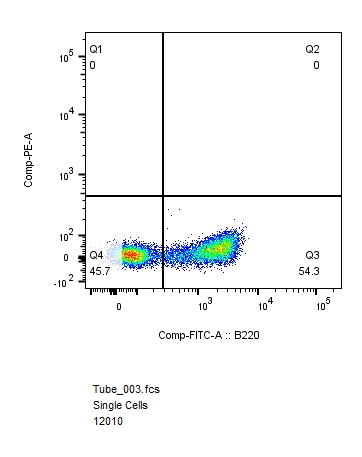 Q1
0
Q2
0
10^5
10^4
10^3
10^2
0
-10^2
Comp-PE-A
Q4
45.7
Q3
54.3
0
10^3
10^4
10^5
Comp-FITC-A :: B220
Tube_003.fcs
Single Cells
12010